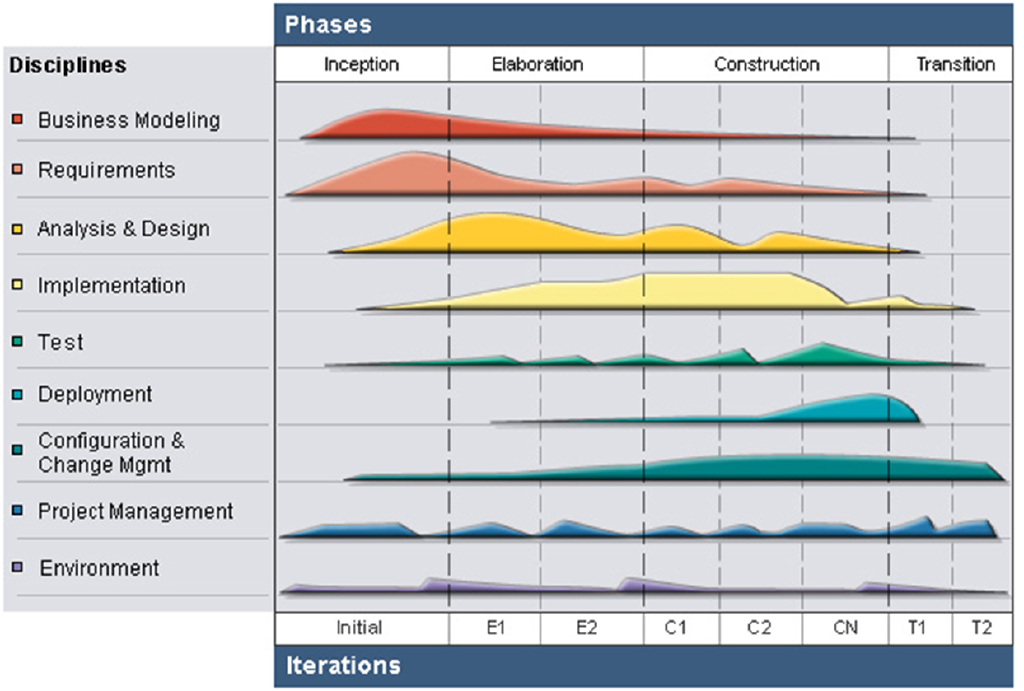 Phases
Disciplines
Inception
Elaboration
Construction
Transition
Business Modeling
Requirements
Analysis & Design
Implementation
Test
Deployment
Configuration &
Change Mgmt
Project Management
Environment
Initial
E1
E2
C1
C2
CN
T1
T2
Iterations